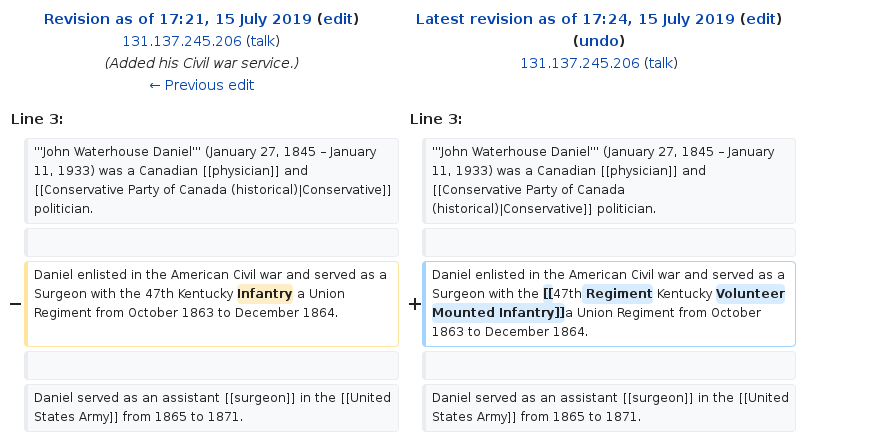 Revision as of 17:21, 15 July 2019 (edit)
131.137.245.206 (talk)
(Added his Civil war service.)
← Previous edit
Latest revision as of 17:24, 15 July 2019 (edit)
(undo)
131.137.245.206 (talk)
Line 3:
Line 3:
'''John Waterhouse Daniel''' (January 27, 1845 – January
11, 1933) was a Canadian [[physician]] and
[[Conservative Party of Canada (historical)|Conservative]]
politician.
'''John Waterhouse Daniel''' (January 27, 1845 – January
11, 1933) was a Canadian [[physician]] and
[[Conservative Party of Canada
(historical)|Conservative]] politician.
−
Daniel enlisted in the American Civil war and served as a
Surgeon with the 47th Kentucky Infantry a Union
Regiment from October 1863 to December 1864.
+
Daniel enlisted in the American Civil war and served as a
Surgeon with the [[47th Regiment Kentucky Volunteer
Mounted Infantry]]a Union Regiment from October
1863 to December 1864.
Daniel served as an assistant [[surgeon]] in the [[United
States Army]] from 1865 to 1871.
Daniel served as an assistant [[surgeon]] in the [[United
States Army]] from 1865 to 1871.